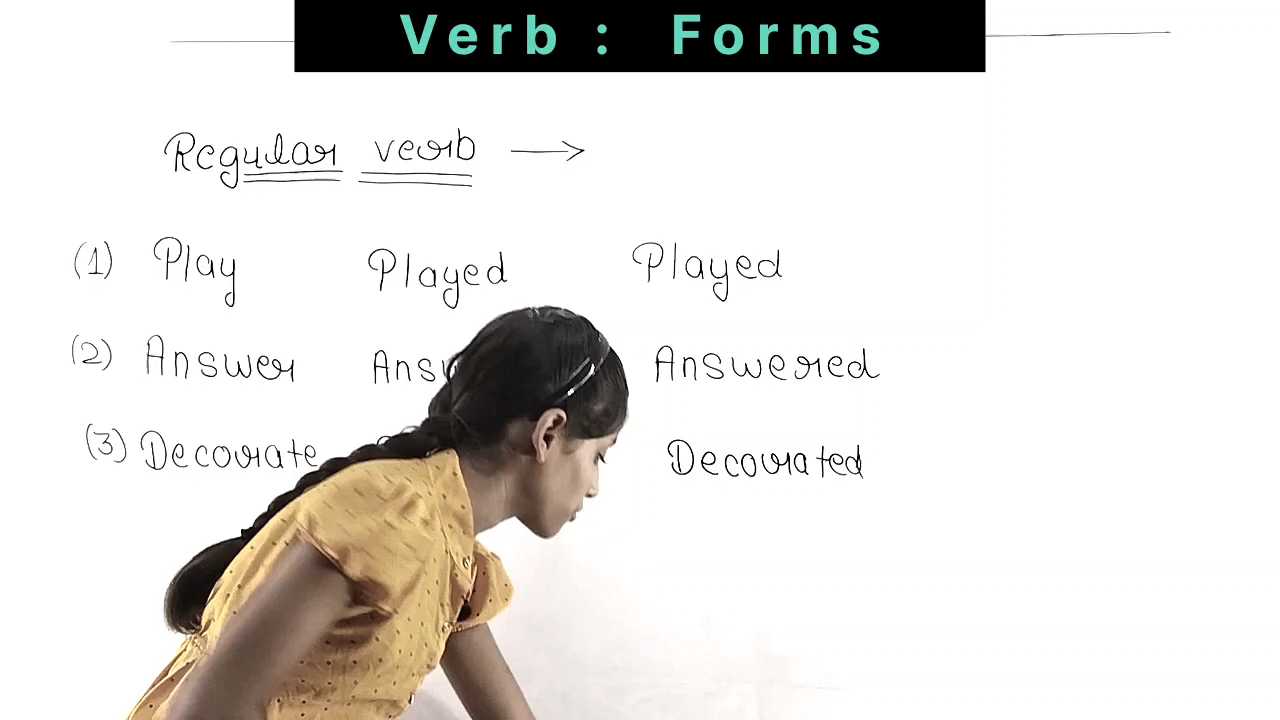 Verb : Forms
Regular verb →
(1) Play Played Played
(2) Answer Answered
(3) Decorate Decorated